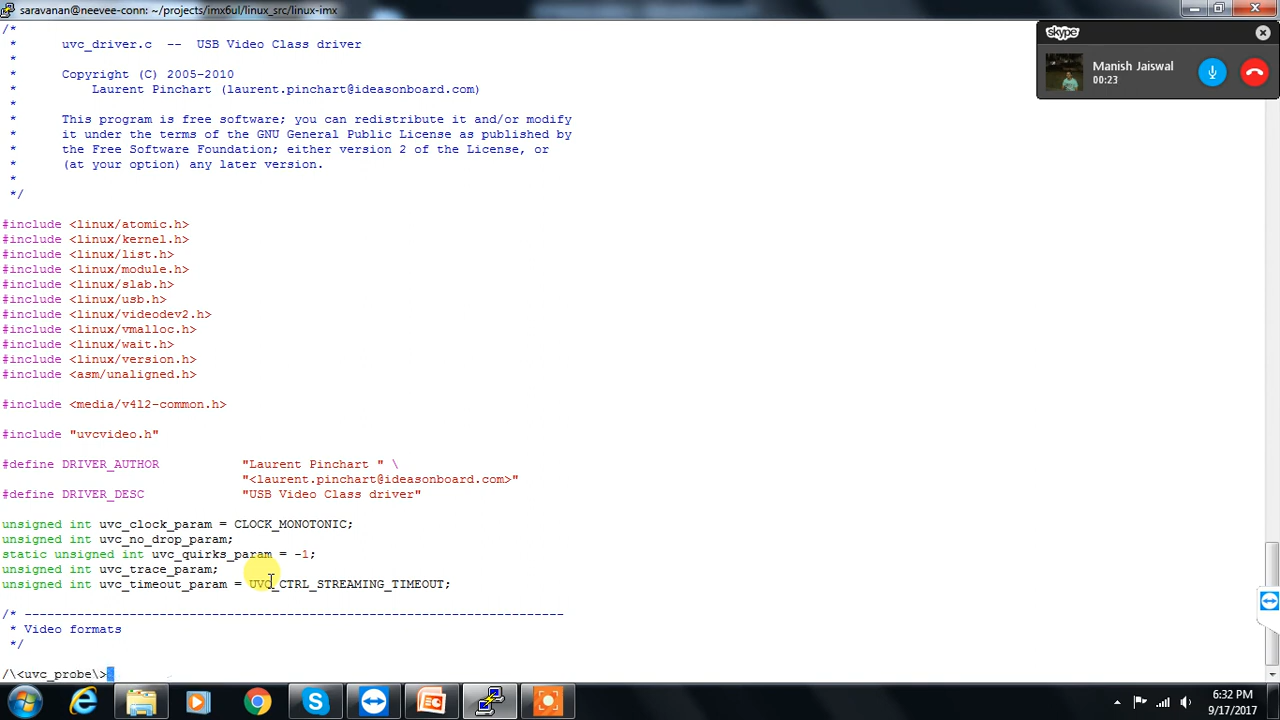 saravanan@neevee-conn: ~/projects/imx6ul/linux_src/linux-imx
/*
 *      uvc_driver.c  --  USB Video Class driver
 *
 *      Copyright (C) 2005-2010
 *          Laurent Pinchart (laurent.pinchart@ideasonboard.com)
 *
 *      This program is free software; you can redistribute it and/or modify
 *      it under the terms of the GNU General Public License as published by
 *      the Free Software Foundation; either version 2 of the License, or
 *      (at your option) any later version.
 *
 */
#include <linux/atomic.h>
#include <linux/kernel.h>
#include <linux/list.h>
#include <linux/module.h>
#include <linux/slab.h>
#include <linux/usb.h>
#include <linux/videodev2.h>
#include <linux/vmalloc.h>
#include <linux/wait.h>
#include <linux/version.h>
#include <asm/unaligned.h>
#include <media/v4l2-common.h>
#include "uvcvideo.h"
#define DRIVER_AUTHOR           "Laurent Pinchart " \
                                "<laurent.pinchart@ideasonboard.com>"
#define DRIVER_DESC             "USB Video Class driver"
unsigned int uvc_clock_param = CLOCK_MONOTONIC;
unsigned int uvc_no_drop_param;
static unsigned int uvc_quirks_param = -1;
unsigned int uvc_trace_param;
unsigned int uvc_timeout_param = UVC_CTRL_STREAMING_TIMEOUT;
/* ------------------------------------------------------------------------
 * Video formats
 */
/\<uvc_probe\>
skype
Manish Jaiswal
00:23
6:32 PM
9/17/2017